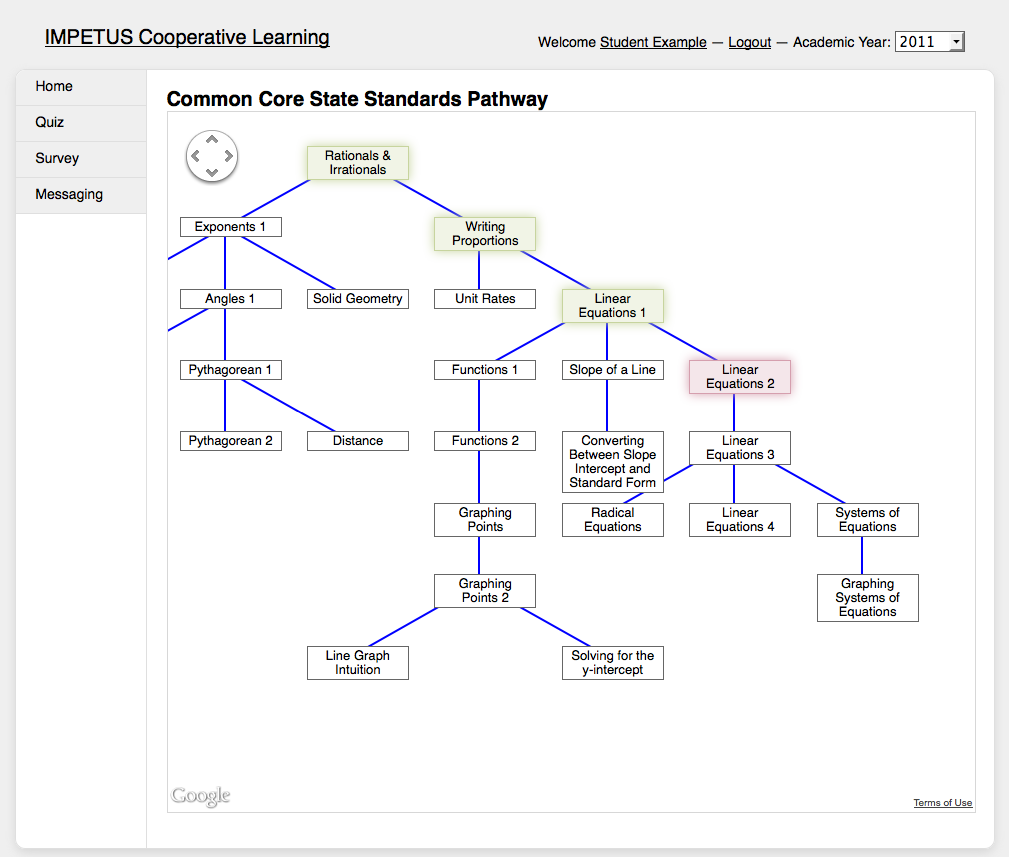 IMPETUS Cooperative Learning
Welcome Student Example — Logout — Academic Year: 2011
Home
Quiz
Survey
Messaging
Common Core State Standards Pathway
Rationals &
Irrationals
Exponents 1
Writing
Proportions
Angles 1
Solid Geometry
Unit Rates
Linear
Equations 1
Pythagorean 1
Functions 1
Slope of a Line
Linear
Equations 2
Pythagorean 2
Distance
Functions 2
Converting
Between Slope
Intercept and
Standard Form
Linear
Equations 3
Graphing
Points
Radical
Equations
Linear
Equations 4
Systems of
Equations
Graphing
Points 2
Graphing
Systems of
Equations
Line Graph
Intuition
Solving for the
y-intercept
Google
Terms of Use